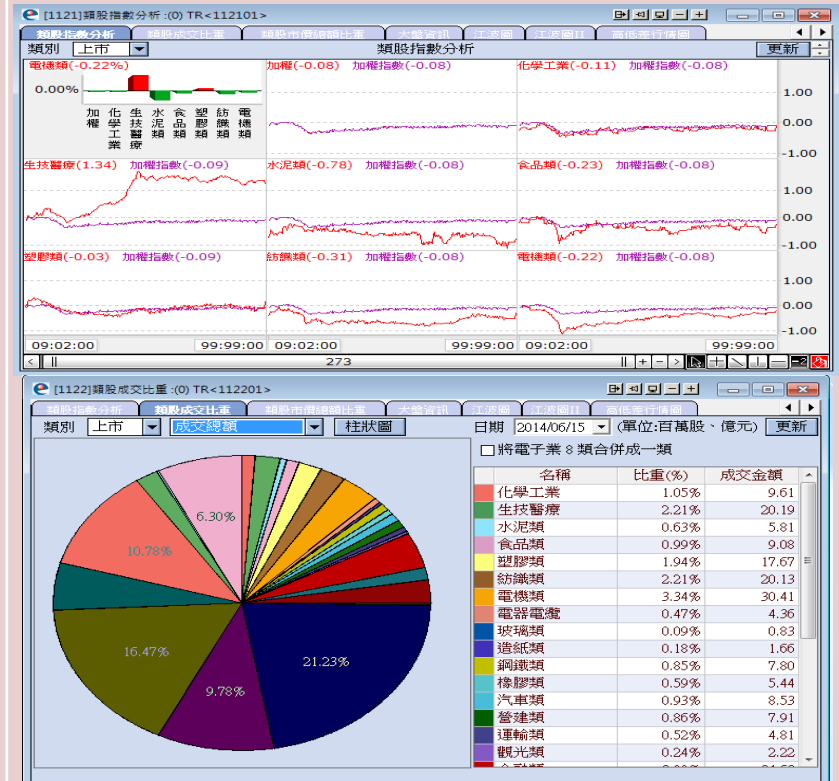 [1121]類股指數分析 :(0) TR<112101>
類股指數分析 類股成交比重 類股市價總額比重 大盤資訊 江波圖 江波圖II 高低差行情圖
類別 上市 類股指數分析 更新
電機類(-0.22%)
0.00%
加權 化學工業 生技醫療 水泥類 食品類 塑膠類 紡織類 電機類
加權(-0.08) 加權指數(-0.08)
化學工業(-0.11) 加權指數(-0.08)
1.00
0.00
-1.00
生技醫療(1.34) 加權指數(-0.09)
水泥類(-0.78) 加權指數(-0.08)
食品類(-0.23) 加權指數(-0.08)
1.00
0.00
-1.00
塑膠類(-0.03) 加權指數(-0.09)
紡織類(-0.31) 加權指數(-0.08)
電機類(-0.22) 加權指數(-0.08)
1.00
0.00
-1.00
09:02:00 99:99:00 09:02:00 99:99:00 09:02:00 99:99:00
273
[1122]類股成交比重 :(0) TR<112201>
類股指數分析 類股成交比重 類股市價總額比重 大盤資訊 江波圖 江波圖II 高低差行情圖
類別 上市 成交總額 柱狀圖 日期 2014/06/15 (單位:百萬股、億元) 更新
將電子業 8 類合併成一類
6.30%
10.78%
16.47%
9.78%
21.23%
名稱 比重(%) 成交金額
化學工業 1.05% 9.61
生技醫療 2.21% 20.19
水泥類 0.63% 5.81
食品類 0.99% 9.08
塑膠類 1.94% 17.67
紡織類 2.21% 20.13
電機類 3.34% 30.41
電器電纜 0.47% 4.36
玻璃類 0.09% 0.83
造紙類 0.18% 1.66
鋼鐵類 0.85% 7.80
橡膠類 0.59% 5.44
汽車類 0.93% 8.53
營建類 0.86% 7.91
運輸類 0.52% 4.81
觀光類 0.24% 2.22